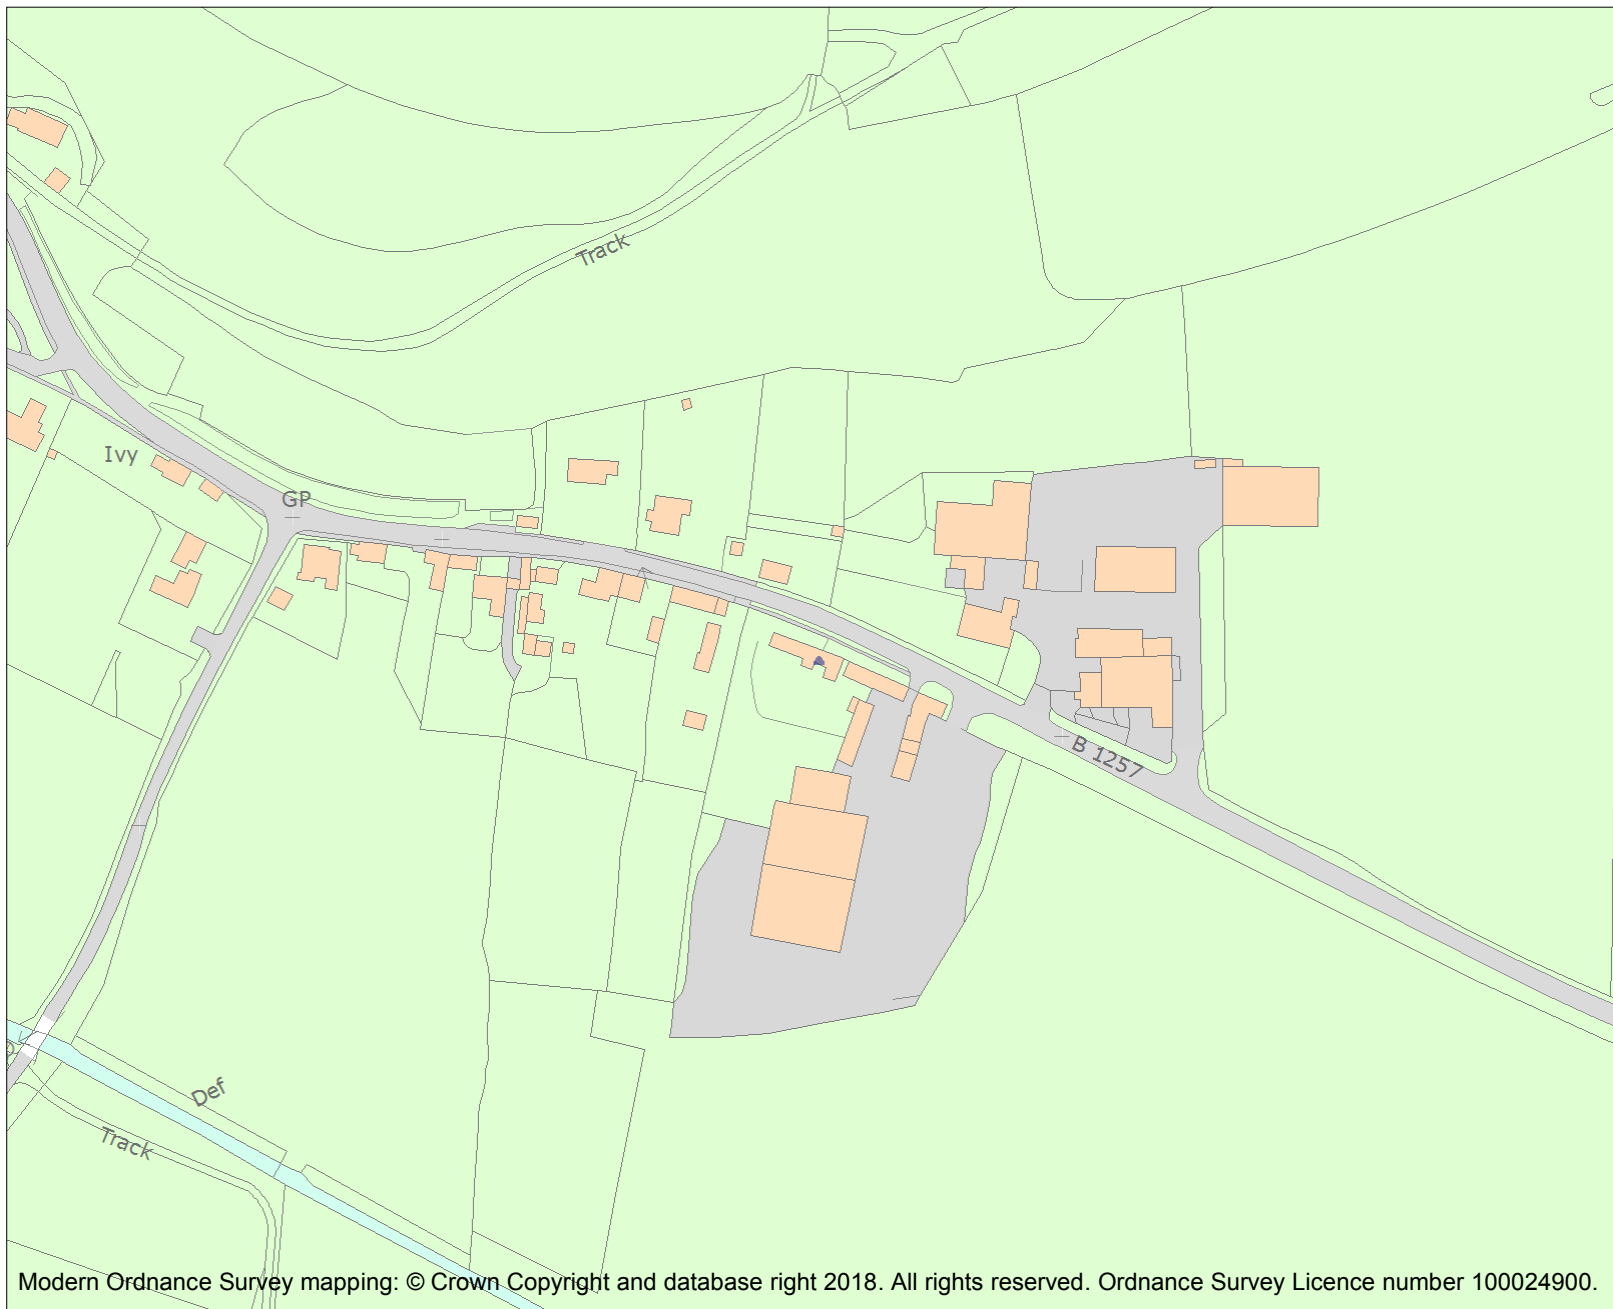 Track
Ivy
GP
B 1257
Def
Track
Modern Ordnance Survey mapping: © Crown Copyright and database right 2018. All rights reserved. Ordnance Survey Licence number 100024900.